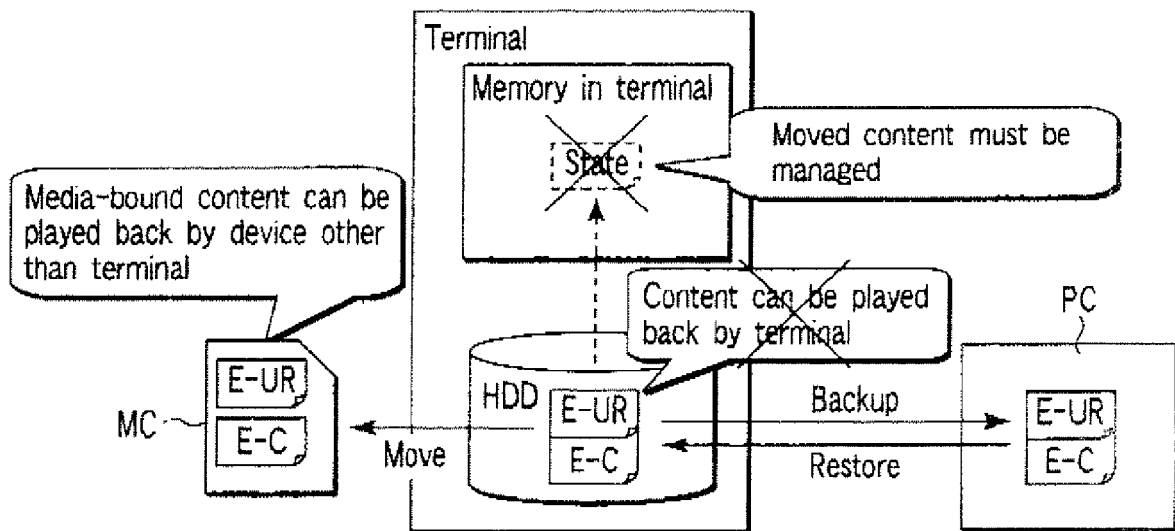 Terminal
Memory in terminal
State
Moved content must be
managed
Media-bound content can be
played back by device other
than terminal
Content can be played
back by terminal
PC
MC
E-UR
E-C
Move
HDD
E-UR
E-C
Backup
Restore
E-UR
E-C